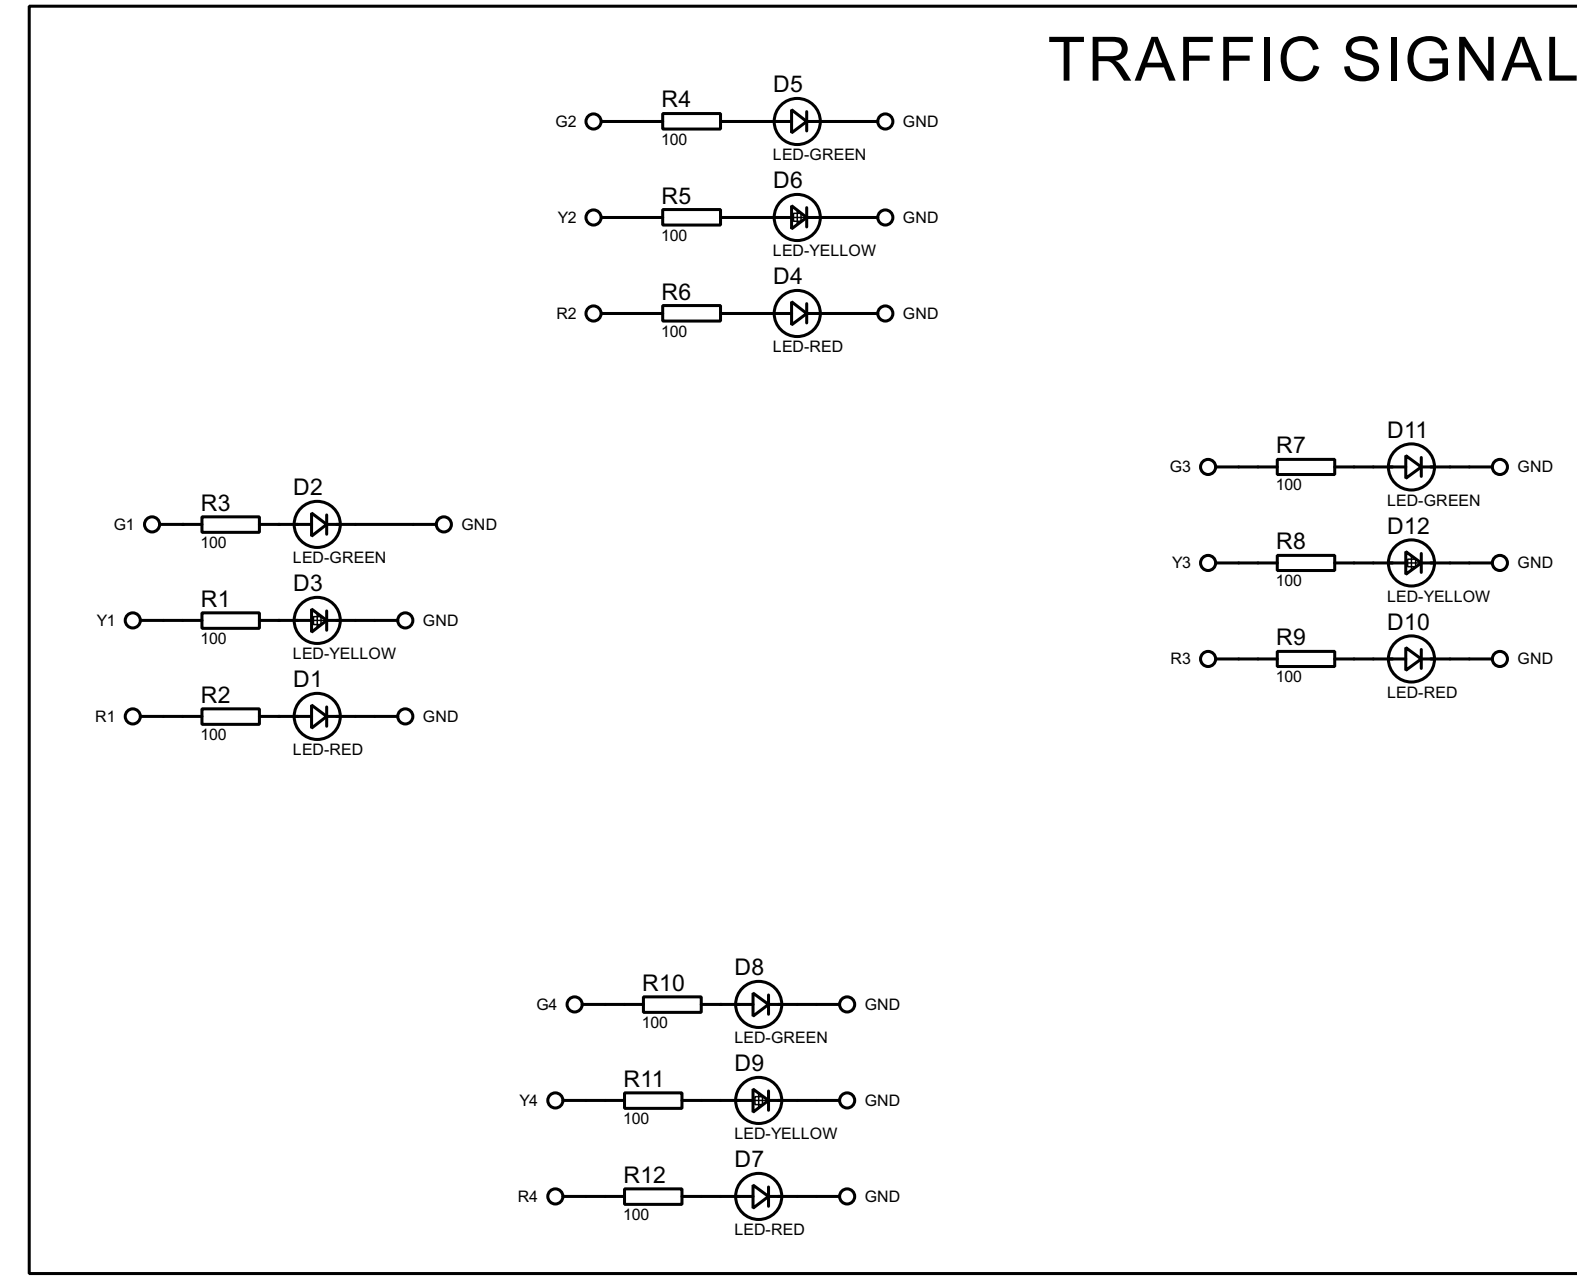 TRAFFIC SIGNAL
D5
R4
G2 GND
100
LED-GREEN
D6
R5
Y2 GND
100
LED-YELLOW
D4
R6
R2 GND
100
LED-RED
D2
R3
G1 GND
100
LED-GREEN
D3
R1
Y1 GND
100
LED-YELLOW
D1
R2
R1 GND
100
LED-RED
D11
R7
G3 GND
100
LED-GREEN
D12
R8
Y3 GND
100
LED-YELLOW
D10
R9
R3 GND
100
LED-RED
D8
R10
G4 GND
100
LED-GREEN
D9
R11
Y4 GND
100
LED-YELLOW
D7
R12
R4 GND
100
LED-RED